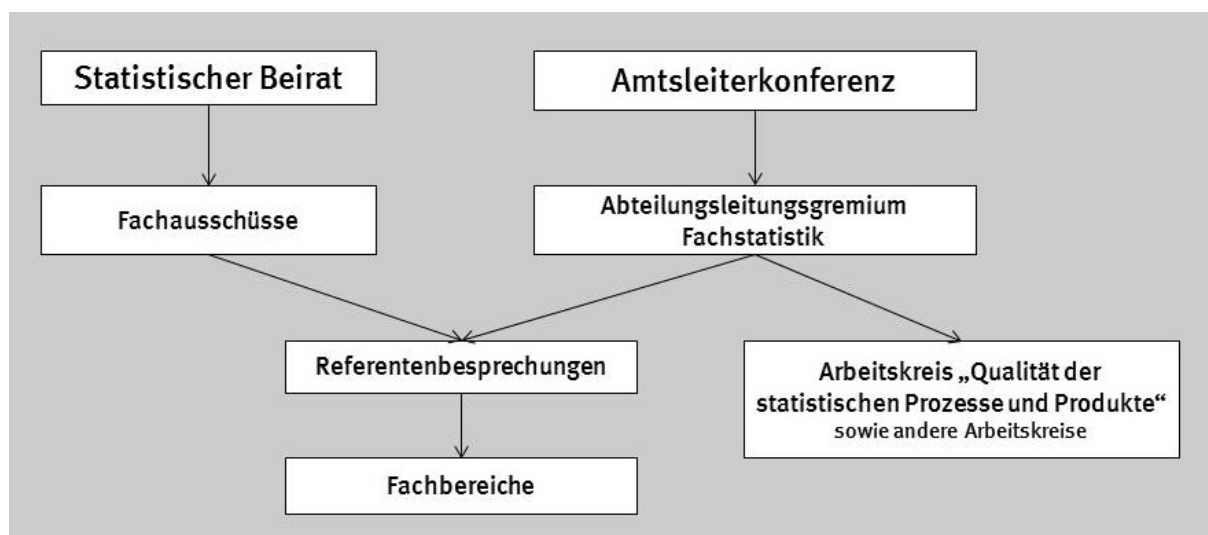 Statistischer Beirat
Amtsleiterkonferenz
Fachausschüsse
Abteilungsleitungsgremium
Fachstatistik
Referentenbesprechungen
Arbeitskreis „Qualität der
statistischen Prozesse und Produkte“
sowie andere Arbeitskreise
Fachbereiche